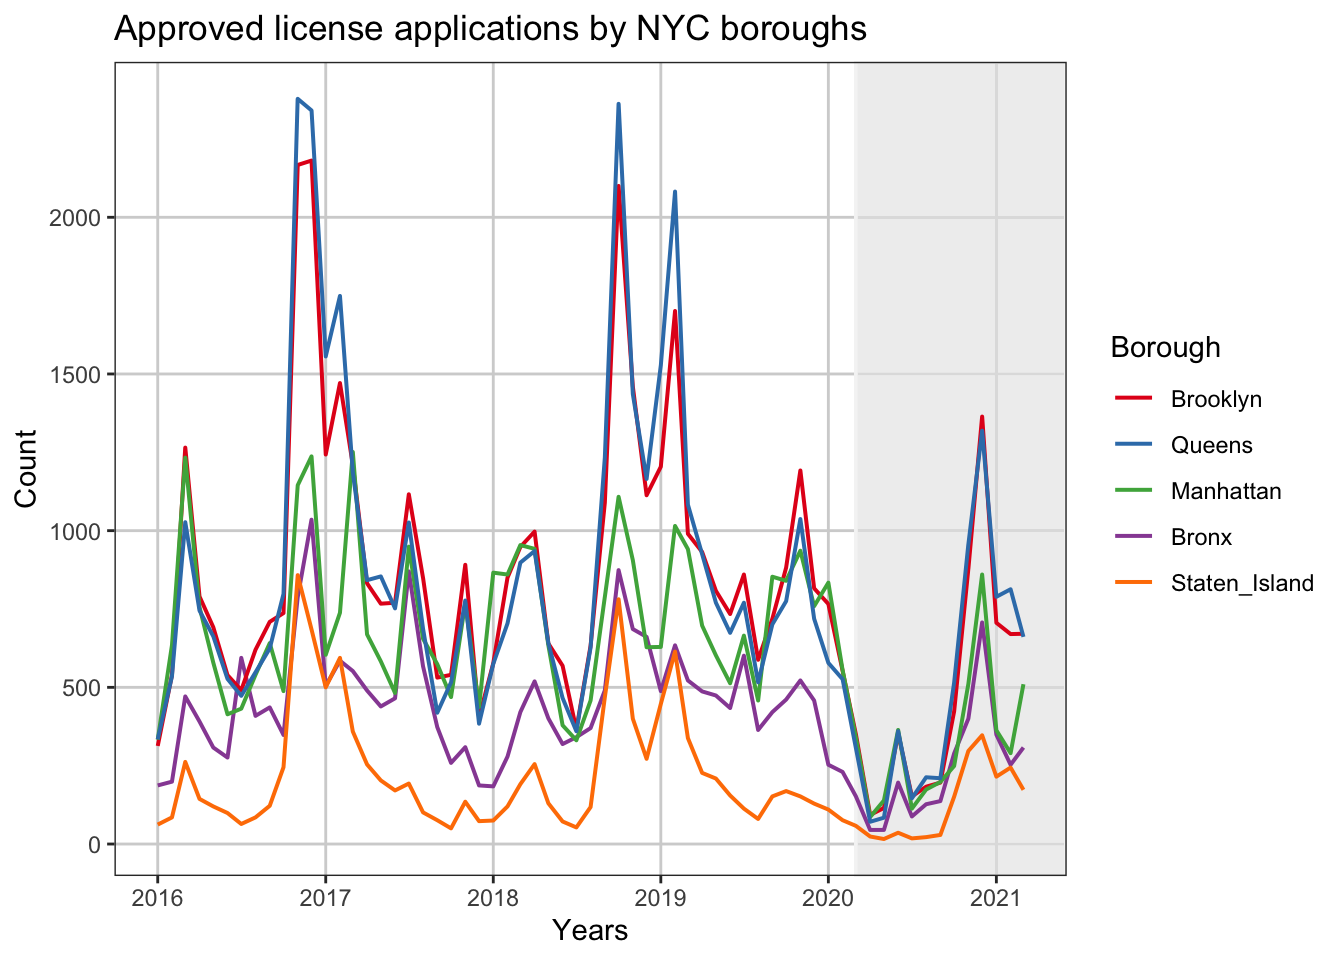 Approved license applications by NYC boroughs
Count
2000
1500
1000
500
0
2016 2017 2018 2019 2020 2021
Years
Borough
Brooklyn
Queens
Manhattan
Bronx
Staten_Island